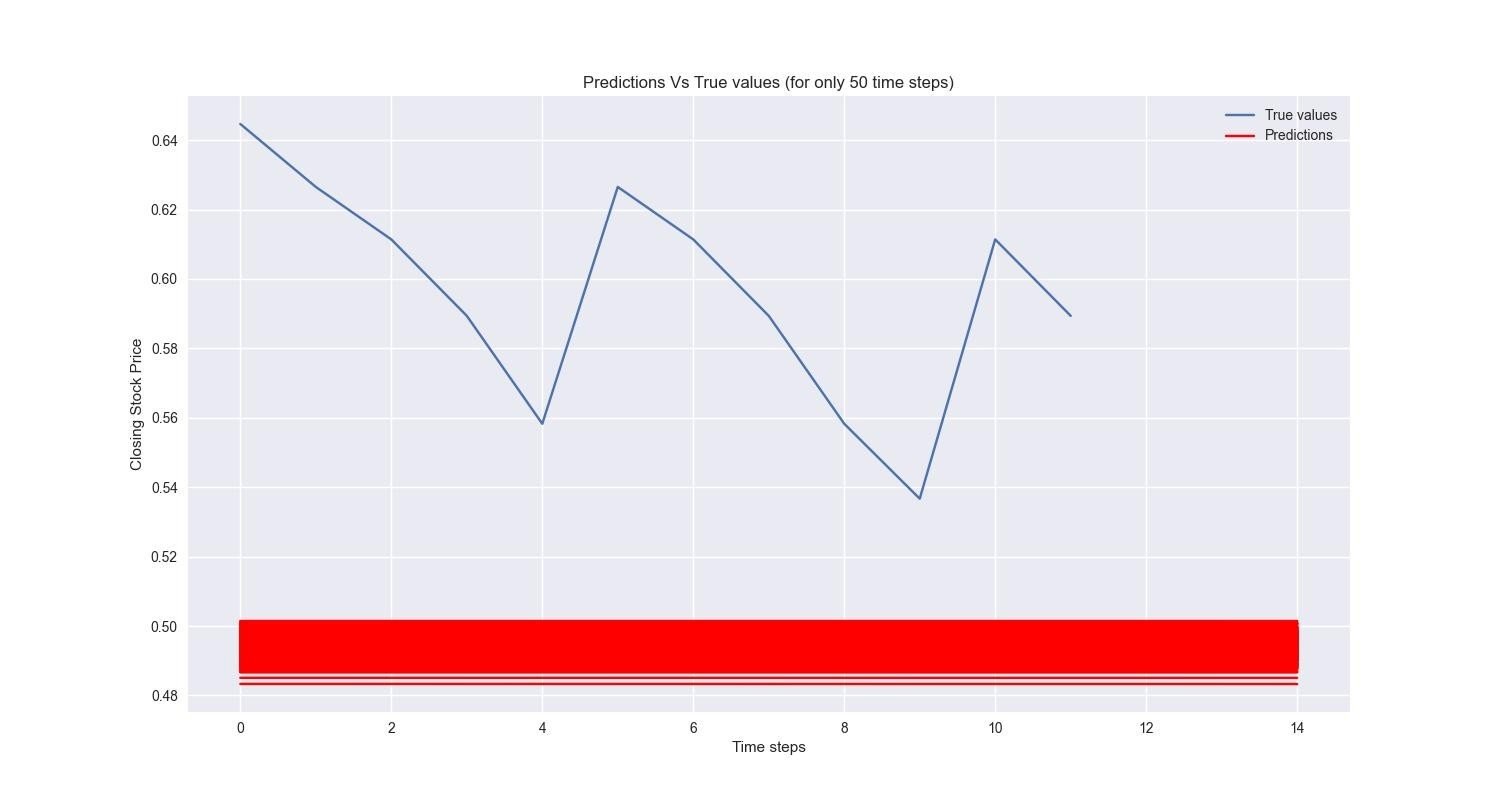 Predictions Vs True values (for only 50 time steps)
True values
Predictions
0.64
0.62
0.60
0.58
0.56
0.54
0.52
0.50
0.48
Closing Stock Price
0 2 4 6 8 10 12 14
Time steps